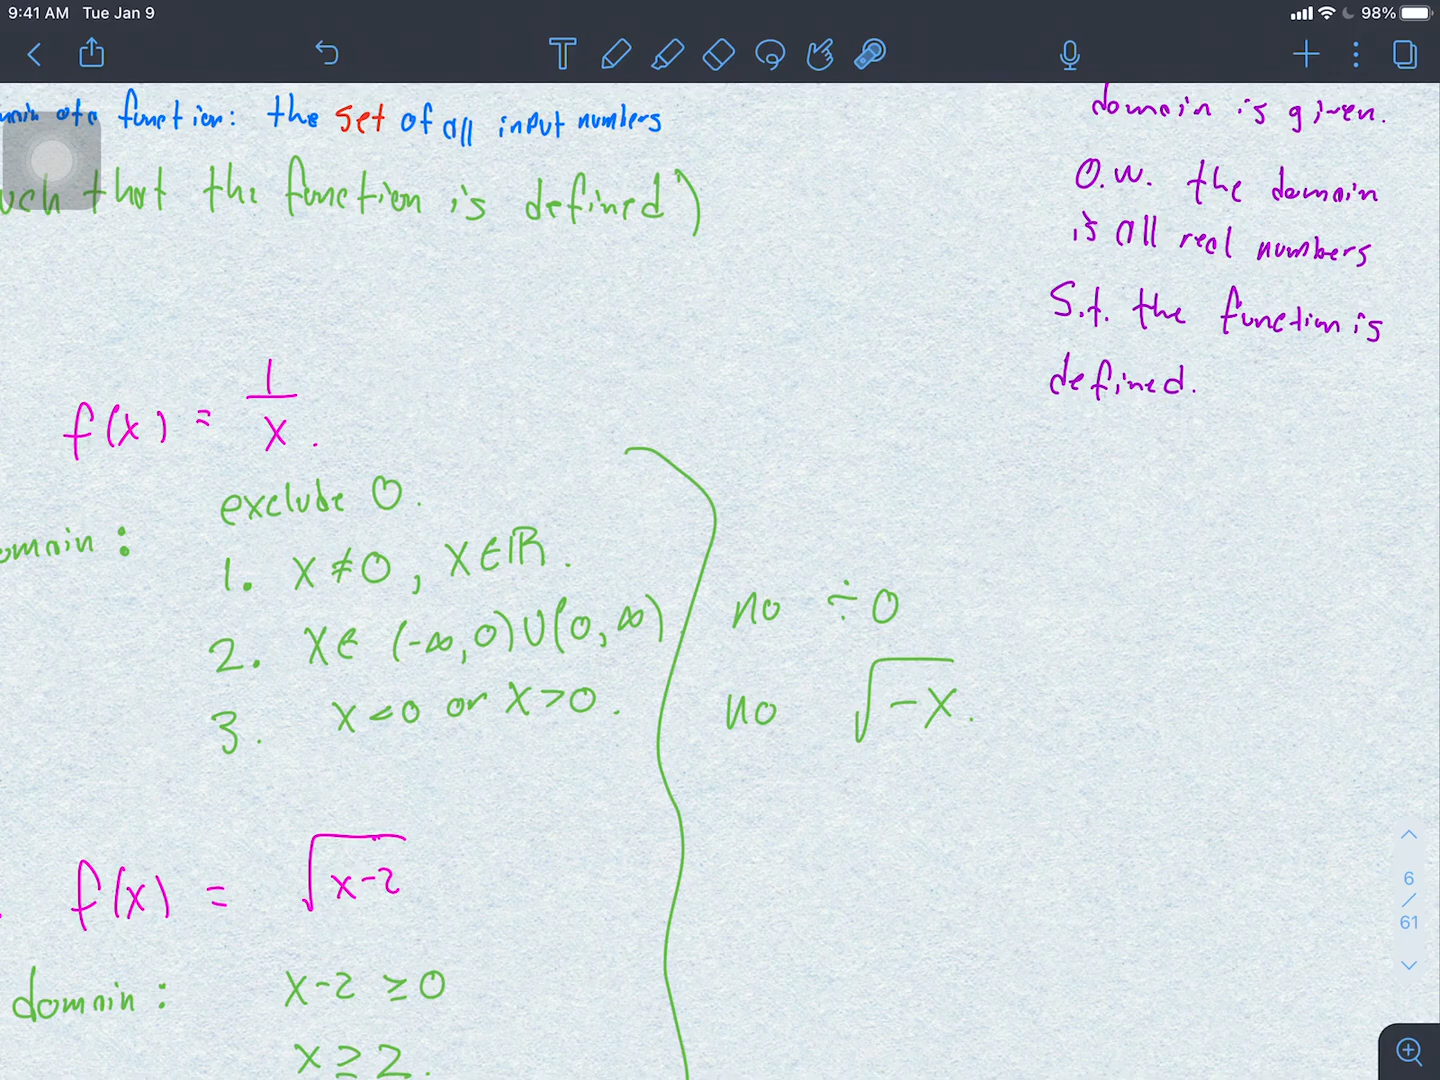 9:41 AM Tue Jan 9
98%
function: the set of all input numbers
that the function is defined)
domain is given.
O.w. the domain
is all real numbers
S.t. the function is
defined.
f(x) = 1/x.
exclude 0.
omain:
1. x≠0, x∈ℝ.
2. x∈ (-∞,0)∪(0,∞).
3. x<0 or x>0.
no ÷0
no √-x.
f(x) = √x-2
domain: x-2 ≥0
x≥2.
6
/
61